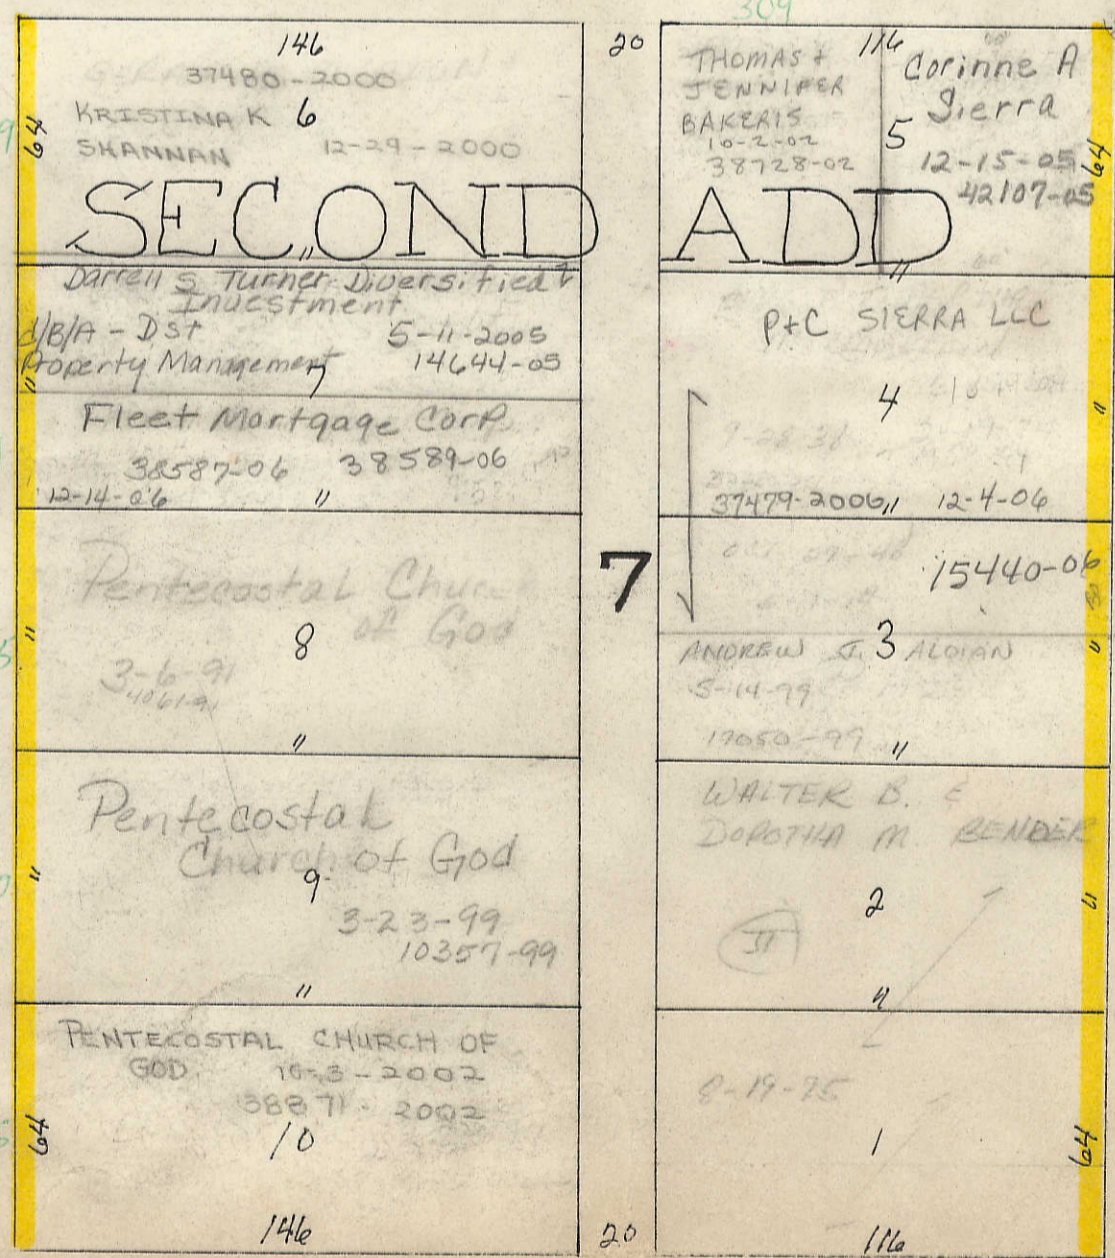 309
146
20
116
37480-2000
KRISTINA K
6
SHANNAN 12-29-2000
64
THOMAS &
JENNIFER
BAKERIS
10-2-02
38728-02
5
Corinne A
Sierra
12-15-05
42107-05
64
SECOND ADD
"
"
Darrell S Turner Diversified
Investment
d/B/A - Dst 5-11-2005
Property Management 14644-05
7
"
Fleet Mortgage Corp.
38587-06 38589-06
12-14-06
"
P+C SIERRA LLC
4
"
37479-2006 12-4-06
"
Pentecostal Church
of God
8
3-6-91
4061-91
"
"
7
15440-06
30
3
ANDREW J. ALOIAN
5-14-99
17050-99
"
"
Pentecostal
Church of God
9
3-23-99
10357-99
"
"
WALTER B. &
DOROTHA M. BENDER
2
II
"
"
PENTECOSTAL CHURCH OF
GOD 10-3-2002
38871-2002
10
64
146
20
8-19-75
1
64
116